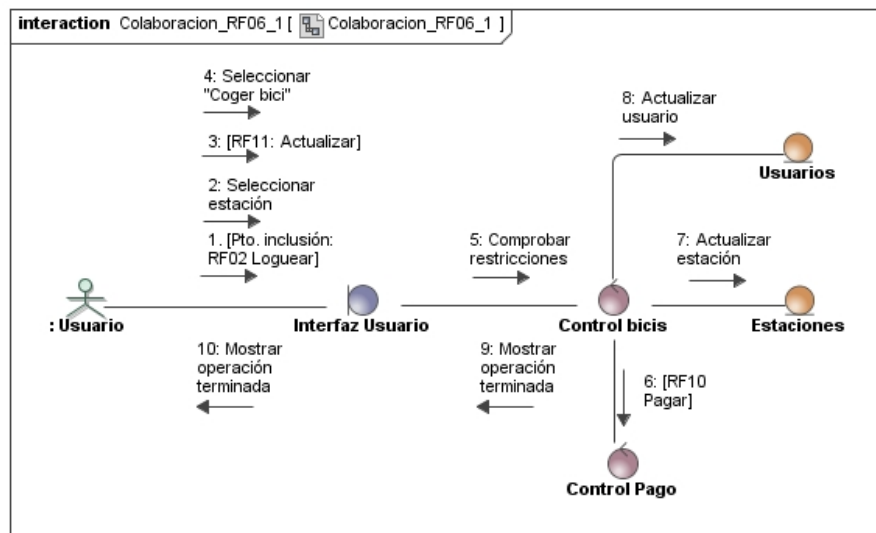 interaction Colaboracion_RF06_1 [ Colaboracion_RF06_1 ]
4: Seleccionar
"Coger bici"
3: [RF11: Actualizar]
2: Seleccionar
estación
1. [Pto. inclusión:
RF02 Loguear]
5: Comprobar
restricciones
8: Actualizar
usuario
7: Actualizar
estación
Usuarios
: Usuario
Interfaz Usuario
Control bicis
Estaciones
10: Mostrar
operación
terminada
9: Mostrar
operación
terminada
6: [RF10
Pagar]
Control Pago